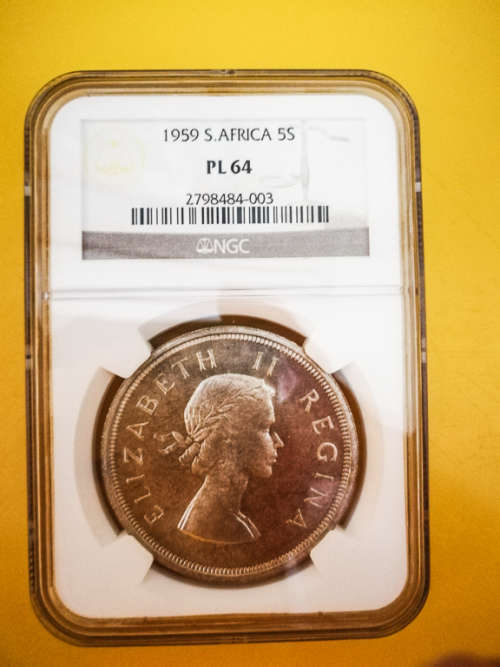 1959 S.AFRICA 5S
PL 64
2798484-003
NGC
ELIZABETH II REGINA